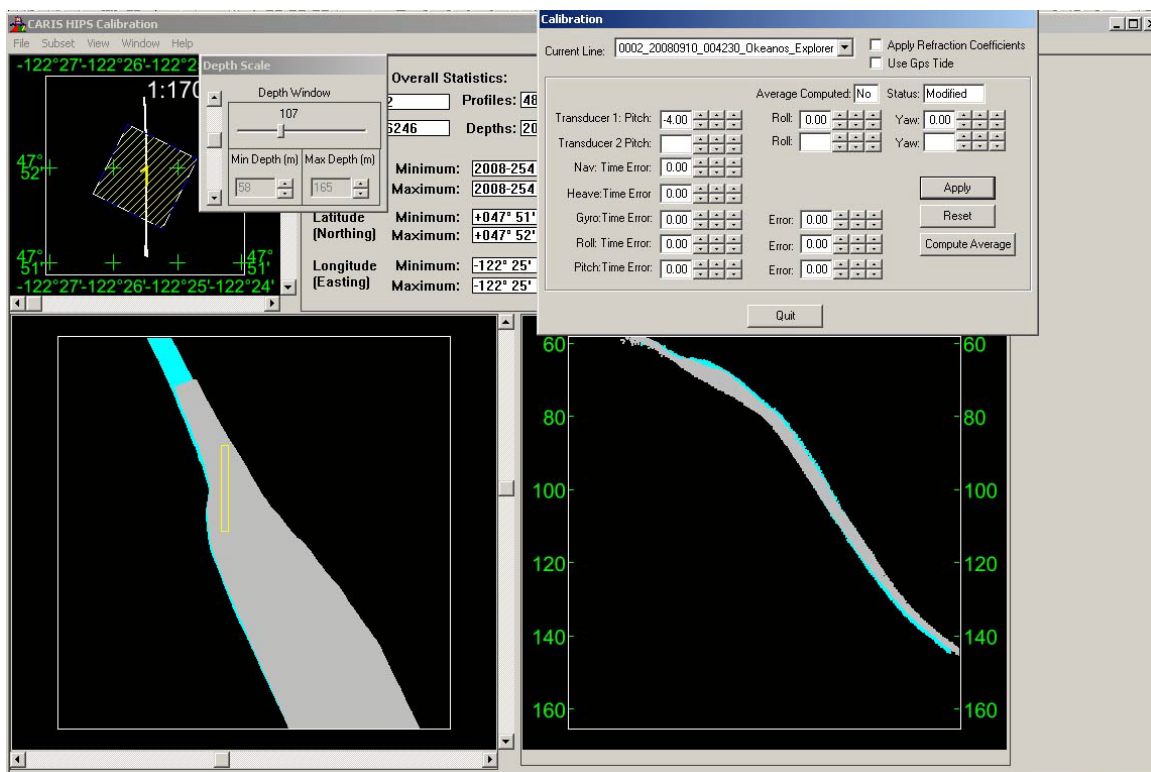 CARIS HIPS Calibration
File Subset View Window Help
-122°27'-122°26'-122°2
1:170
47°
52'
47°
51'
47°
51'
-122°27'-122°26'-122°25'-122°24'
Depth Scale
Depth Window
107
Min Depth (m) Max Depth (m)
58 165
Overall Statistics:
2 Profiles: 48
6246 Depths: 20
Minimum: 2008-254
Maximum: 2008-254
Latitude Minimum: +047° 51'
(Northing) Maximum: +047° 52'
Longitude Minimum: -122° 25'
(Easting) Maximum: -122° 25'
Calibration
Current Line: 0002_20080910_004230_Okeanos_Explorer
Apply Refraction Coefficients
Use Gps Tide
Average Computed: No Status: Modified
Transducer 1: Pitch: -4.00 Roll: 0.00 Yaw: 0.00
Transducer 2 Pitch: Roll: Yaw:
Nav: Time Error: 0.00
Heave: Time Error: 0.00
Apply
Gyro: Time Error: 0.00 Error: 0.00
Reset
Roll: Time Error: 0.00 Error: 0.00
Compute Average
Pitch: Time Error: 0.00 Error: 0.00
Quit
60 60
80 80
100 100
120 120
140 140
160 160